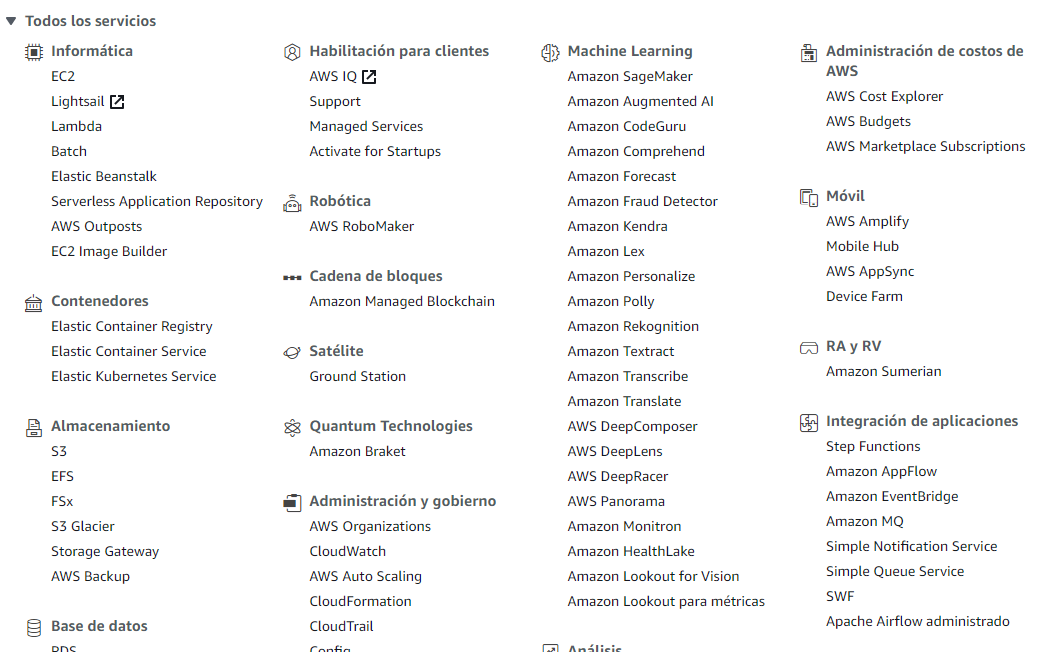 Todos los servicios
Informática
EC2
Lightsail
Lambda
Batch
Elastic Beanstalk
Serverless Application Repository
AWS Outposts
EC2 Image Builder
Contenedores
Elastic Container Registry
Elastic Container Service
Elastic Kubernetes Service
Almacenamiento
S3
EFS
FSx
S3 Glacier
Storage Gateway
AWS Backup
Base de datos
RDS
Habilitación para clientes
AWS IQ
Support
Managed Services
Activate for Startups
Robótica
AWS RoboMaker
Cadena de bloques
Amazon Managed Blockchain
Satélite
Ground Station
Quantum Technologies
Amazon Braket
Administración y gobierno
AWS Organizations
CloudWatch
AWS Auto Scaling
CloudFormation
CloudTrail
Config
Machine Learning
Amazon SageMaker
Amazon Augmented AI
Amazon CodeGuru
Amazon Comprehend
Amazon Forecast
Amazon Fraud Detector
Amazon Kendra
Amazon Lex
Amazon Personalize
Amazon Polly
Amazon Rekognition
Amazon Textract
Amazon Transcribe
Amazon Translate
AWS DeepComposer
AWS DeepLens
AWS DeepRacer
AWS Panorama
Amazon Monitron
Amazon HealthLake
Amazon Lookout for Vision
Amazon Lookout para métricas
Análisis
Administración de costos de
AWS
AWS Cost Explorer
AWS Budgets
AWS Marketplace Subscriptions
Móvil
AWS Amplify
Mobile Hub
AWS AppSync
Device Farm
RA y RV
Amazon Sumerian
Integración de aplicaciones
Step Functions
Amazon AppFlow
Amazon EventBridge
Amazon MQ
Simple Notification Service
Simple Queue Service
SWF
Apache Airflow administrado